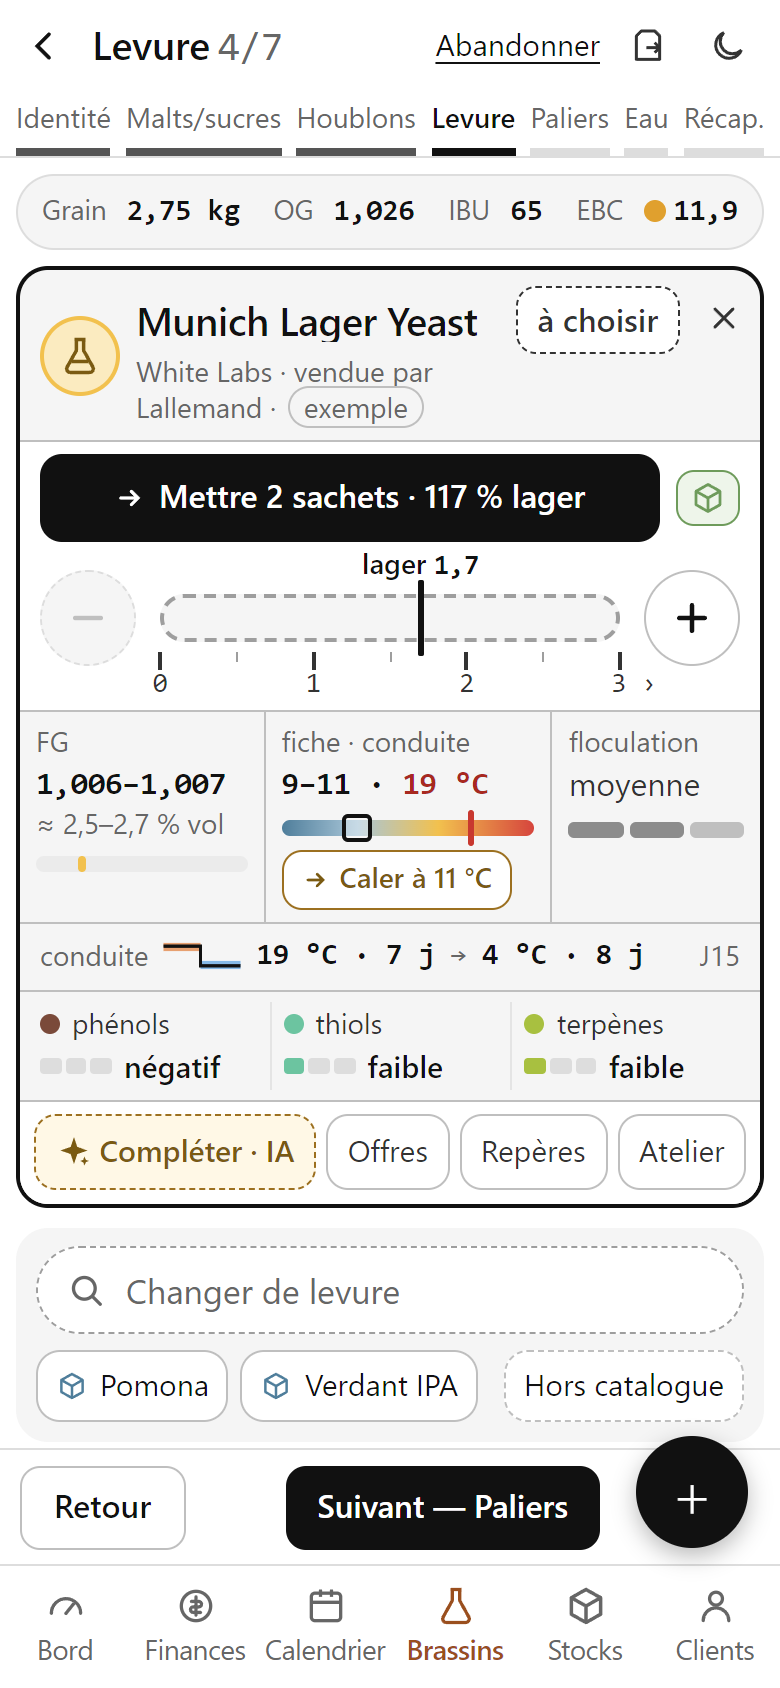 Levure 4/7
Abandonner
Identité Malts/sucres Houblons Levure Paliers Eau Récap.
Grain 2,75 kg OG 1,026 IBU 65 EBC 11,9
Munich Lager Yeast
à choisir
White Labs · vendue par
Lallemand · exemple
→ Mettre 2 sachets · 117 % lager
lager 1,7
0 1 2 3 ›
FG
1,006–1,007
≈ 2,5–2,7 % vol
fiche · conduite
9–11 · 19 °C
→ Caler à 11 °C
floculation
moyenne
conduite 19 °C · 7 j → 4 °C · 8 j J15
phénols
négatif
thiols
faible
terpènes
faible
Compléter · IA Offres Repères Atelier
Changer de levure
Pomona Verdant IPA Hors catalogue
Retour Suivant — Paliers
Bord Finances Calendrier Brassins Stocks Clients